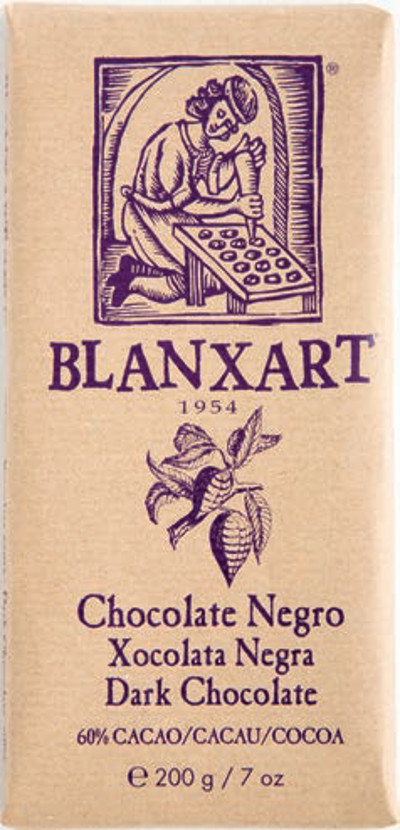 ®
BLANXART
1954
Chocolate Negro
Xocolata Negra
Dark Chocolate
60% CACAO/CACAU/COCOA
℮ 200 g / 7 oz